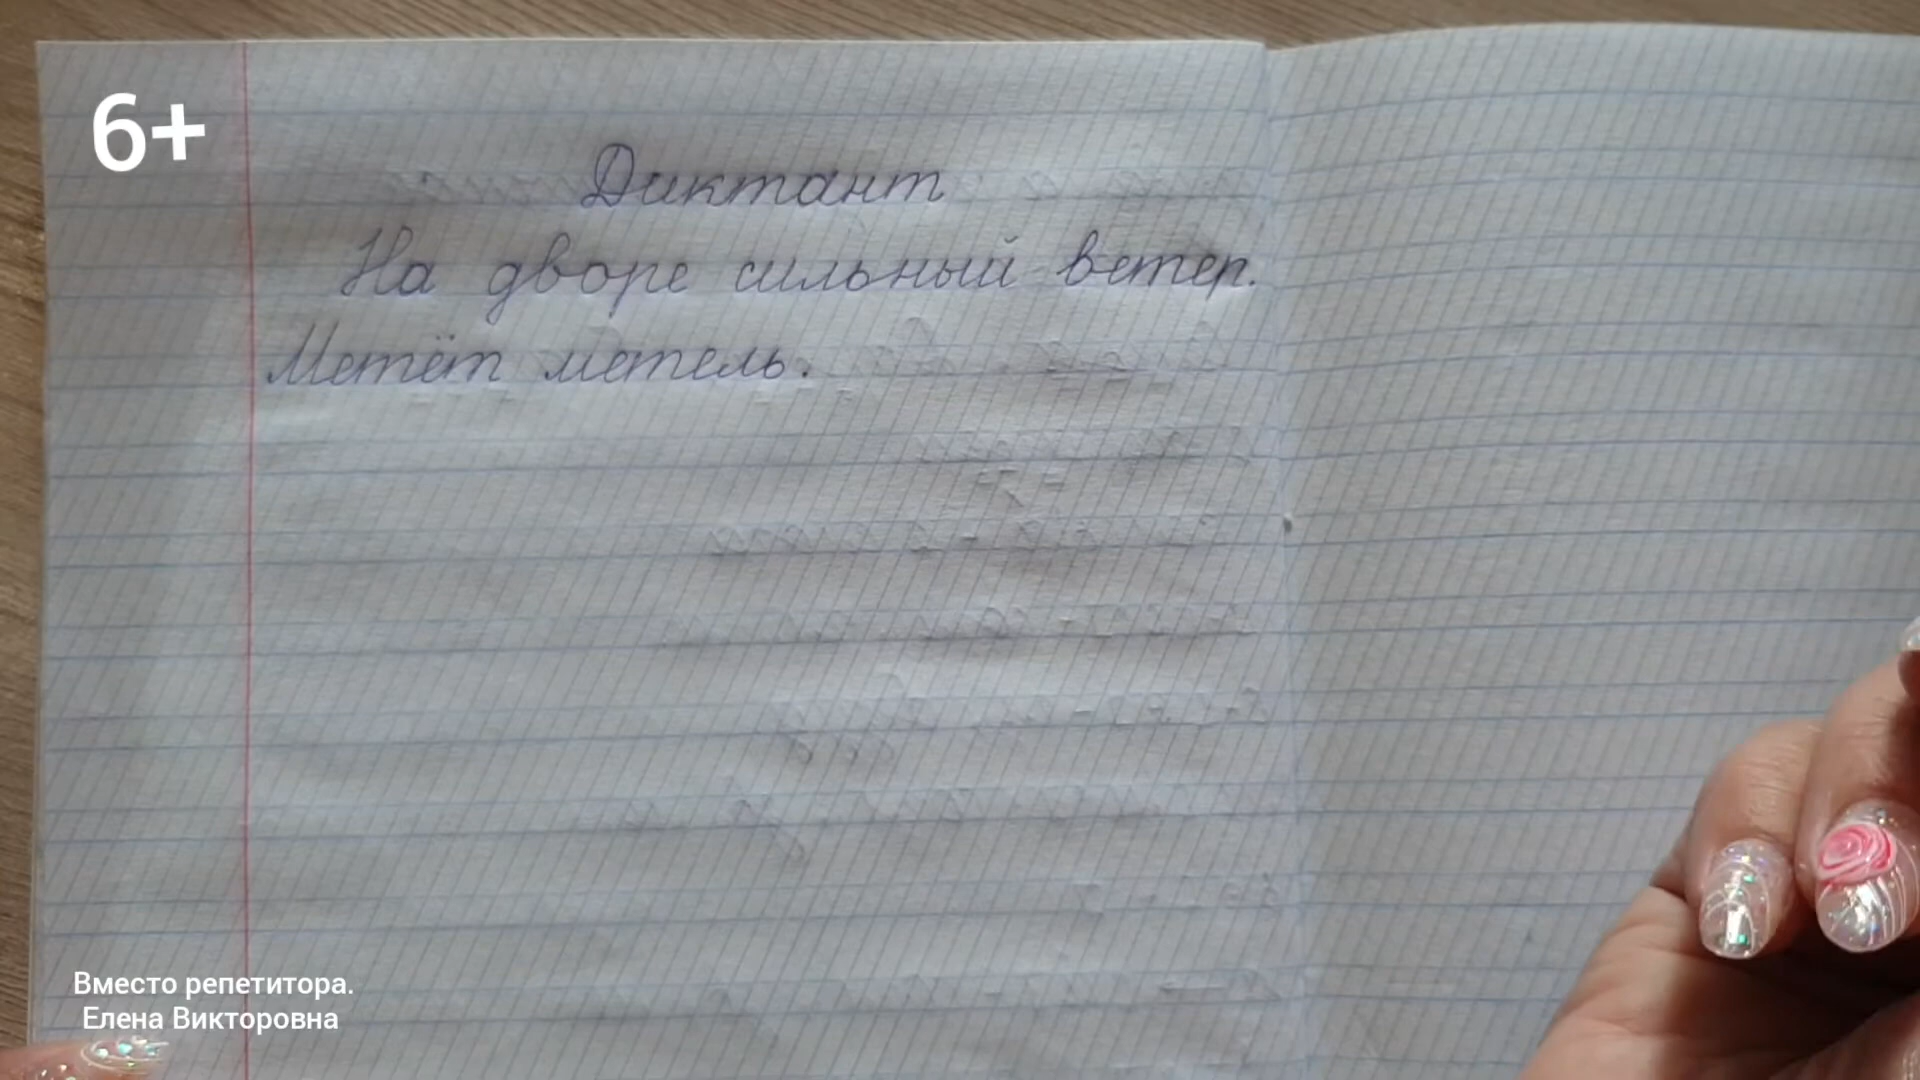 6+
Диктант
На дворе сильный ветер.
Метёт метель.
Вместо репетитора.
Елена Викторовна